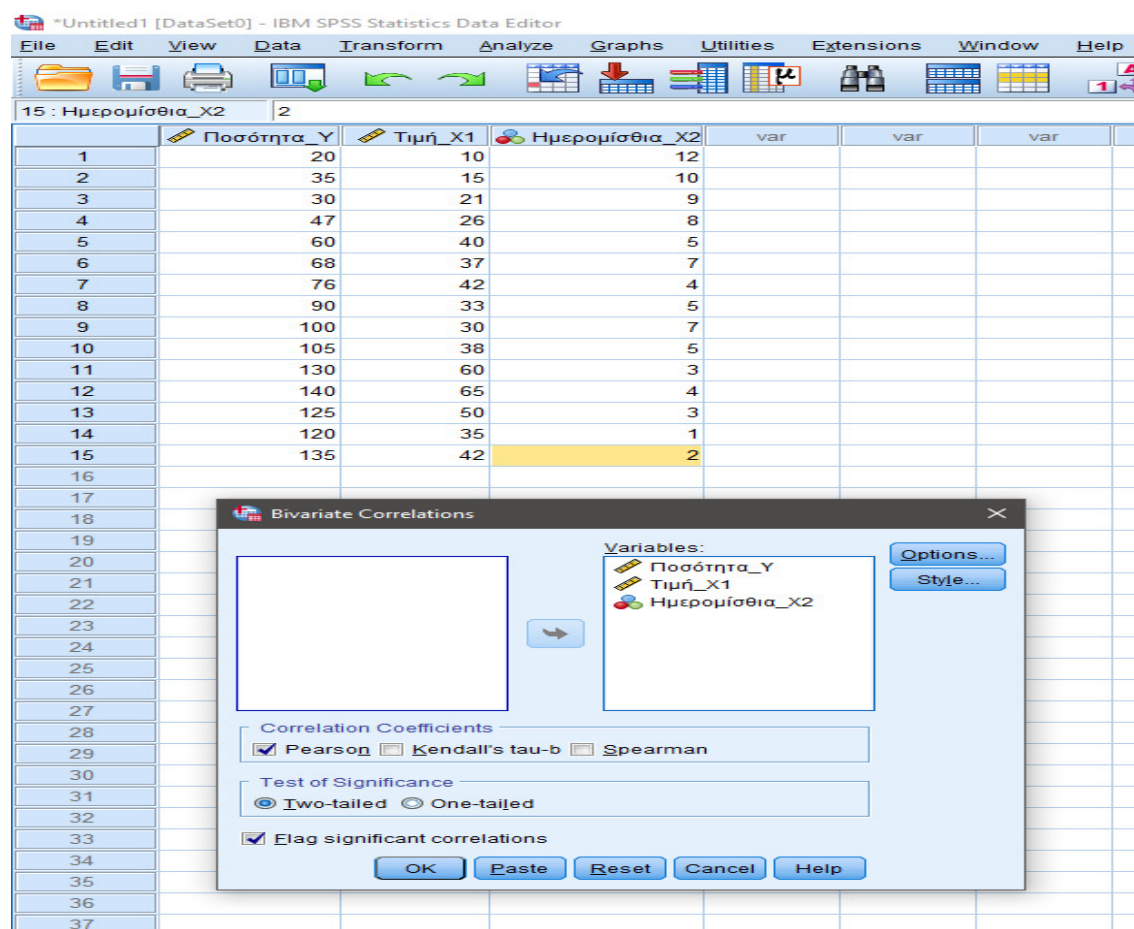 *Untitled1 [DataSet0] - IBM SPSS Statistics Data Editor
File Edit View Data Transform Analyze Graphs Utilities Extensions Window Help
15 : Ημερομίσθια_X2 2
Ποσότητα_Y Τιμή_X1 Ημερομίσθια_X2 var var var
1 20 10 12
2 35 15 10
3 30 21 9
4 47 26 8
5 60 40 5
6 68 37 7
7 76 42 4
8 90 33 5
9 100 30 7
10 105 38 5
11 130 60 3
12 140 65 4
13 125 50 3
14 120 35 1
15 135 42 2
16
17
18
19
20
21
22
23
24
25
26
27
28
29
30
31
32
33
34
35
36
37
Bivariate Correlations
Variables:
Ποσότητα_Y
Τιμή_X1
Ημερομίσθια_X2
Options...
Style...
Correlation Coefficients
Pearson Kendall's tau-b Spearman
Test of Significance
Two-tailed One-tailed
Flag significant correlations
OK Paste Reset Cancel Help